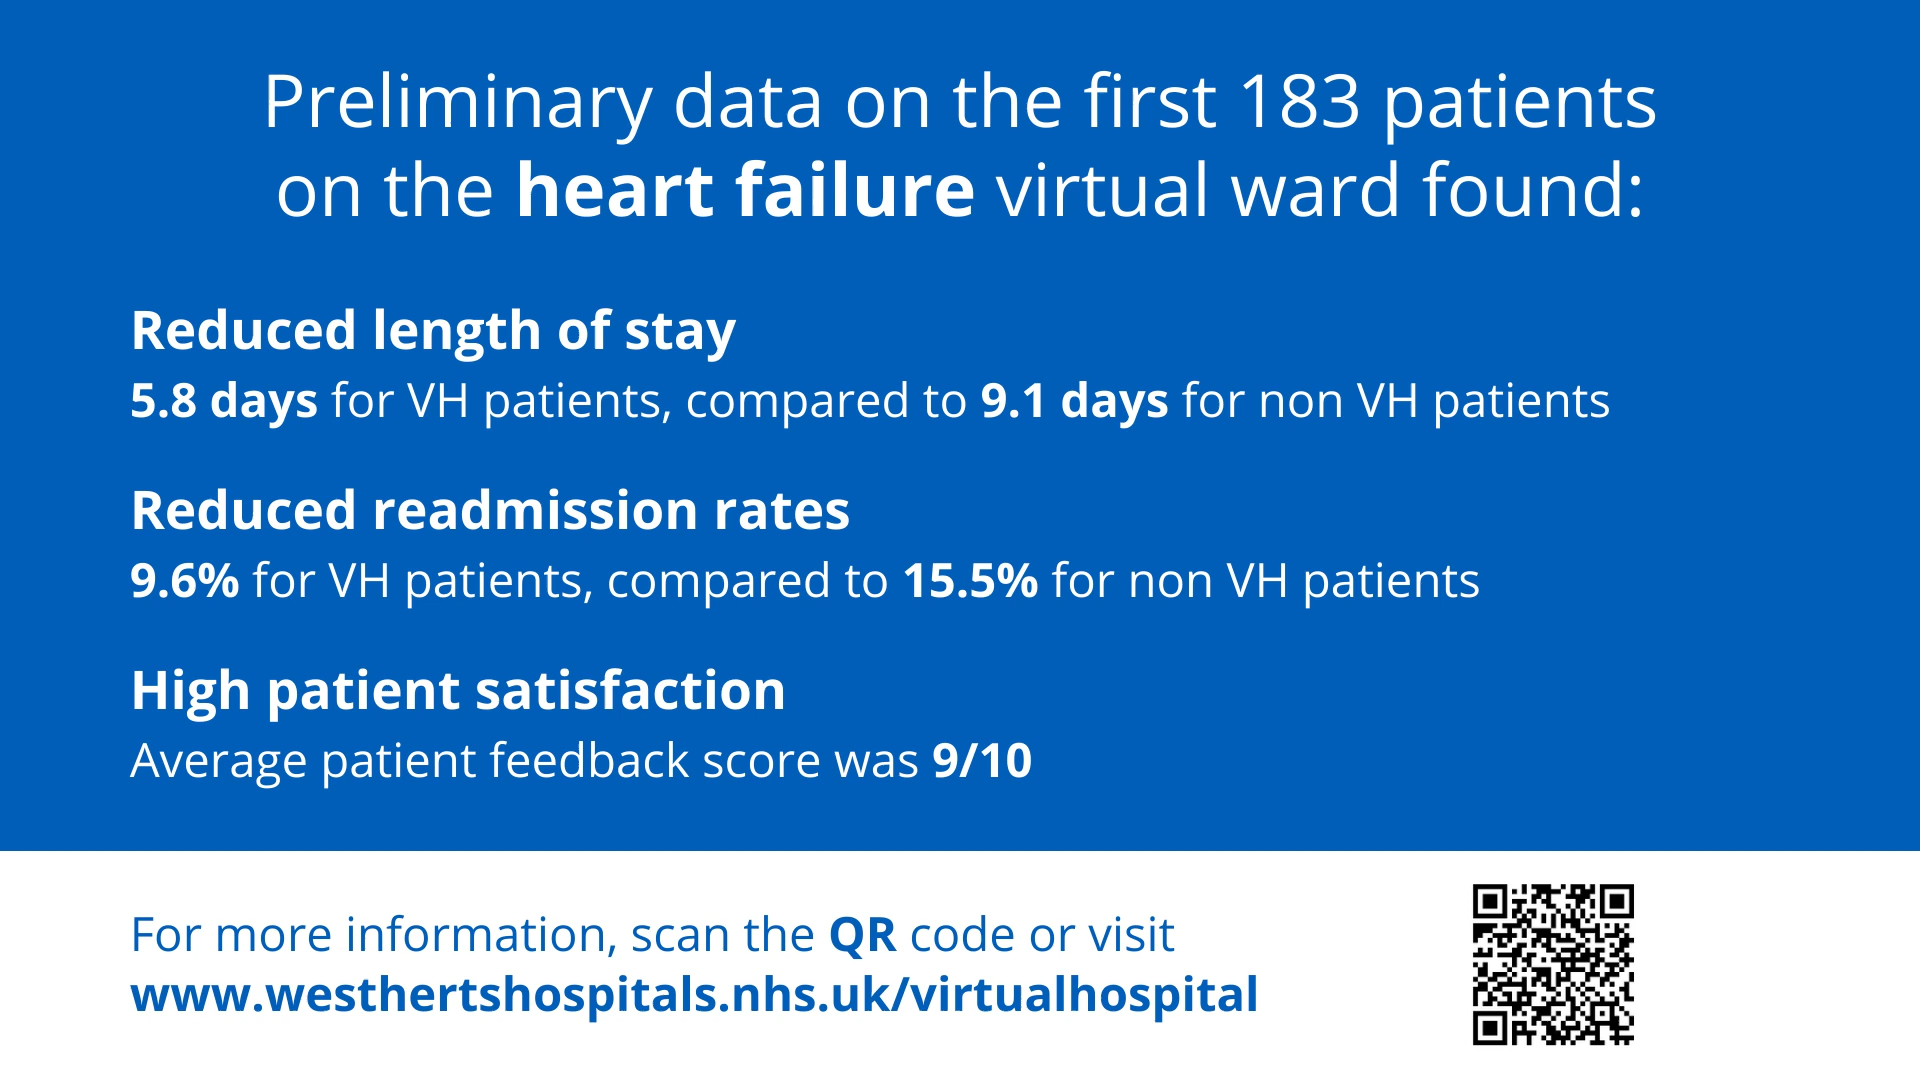 Preliminary data on the first 183 patients
on the heart failure virtual ward found:
Reduced length of stay
5.8 days for VH patients, compared to 9.1 days for non VH patients
Reduced readmission rates
9.6% for VH patients, compared to 15.5% for non VH patients
High patient satisfaction
Average patient feedback score was 9/10
For more information, scan the QR code or visit
www.westhertshospitals.nhs.uk/virtualhospital